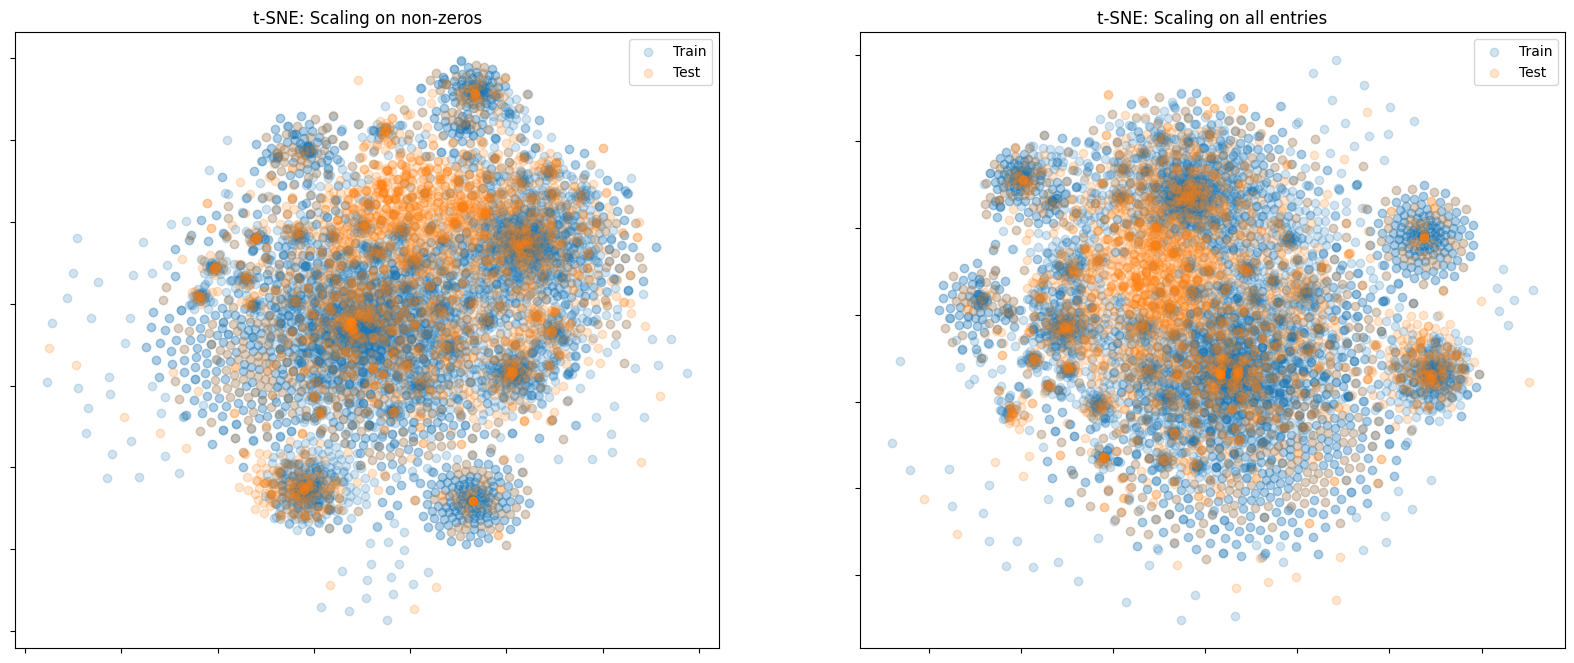 t-SNE: Scaling on non-zeros
Train
Test
t-SNE: Scaling on all entries
Train
Test